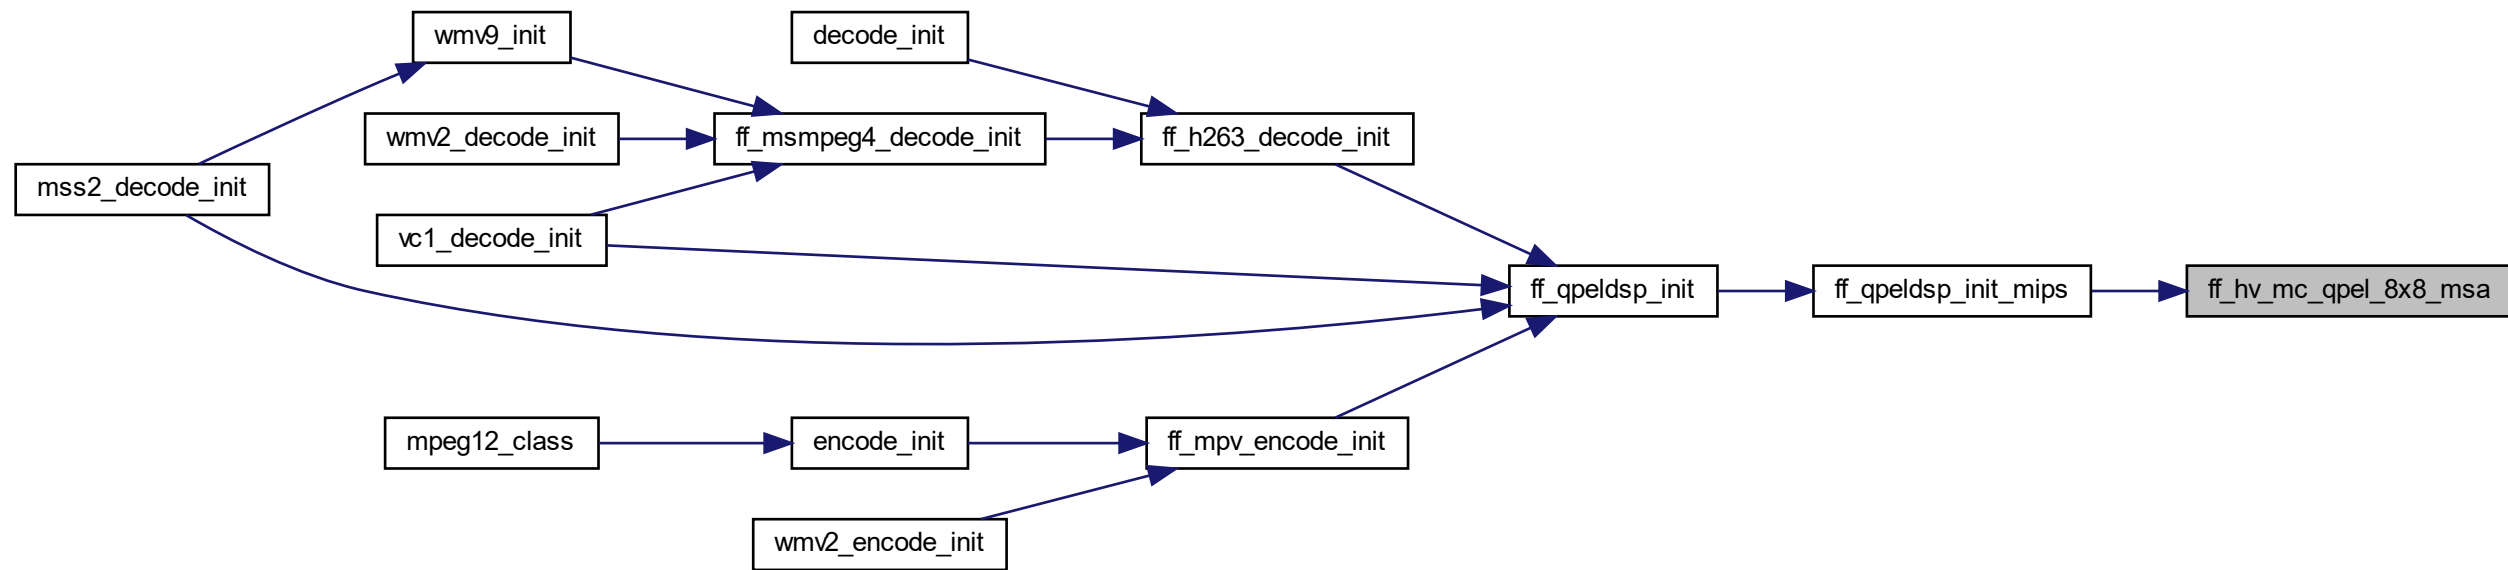 wmv9_init
decode_init
wmv2_decode_init
ff_msmpeg4_decode_init
ff_h263_decode_init
mss2_decode_init
vc1_decode_init
ff_qpeldsp_init
ff_qpeldsp_init_mips
ff_hv_mc_qpel_8x8_msa
mpeg12_class
encode_init
ff_mpv_encode_init
wmv2_encode_init